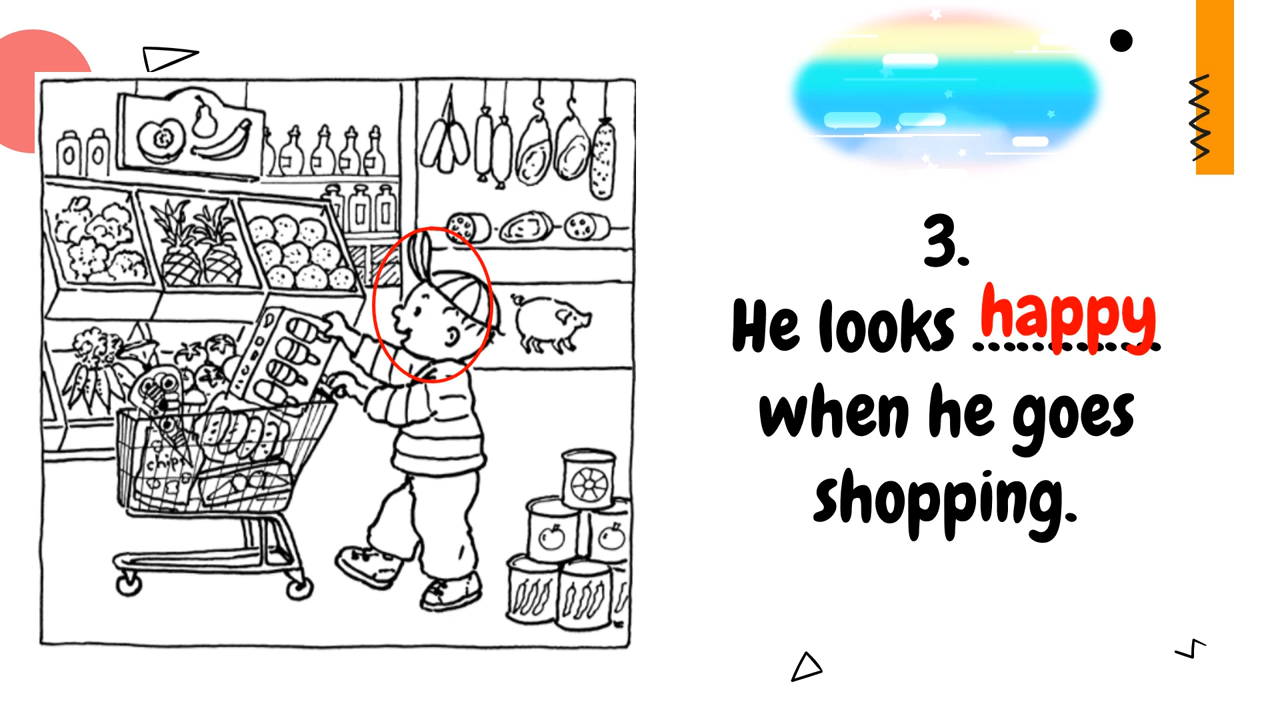 chips
3.
He looks happy
when he goes
shopping.